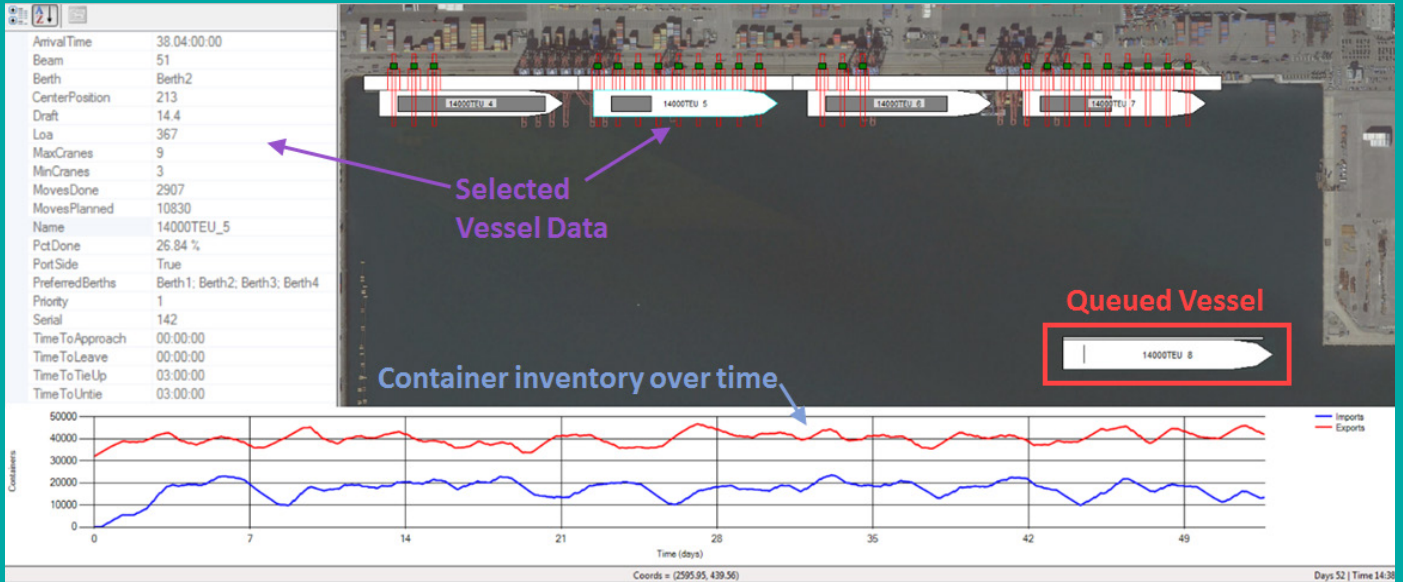 ArrivalTime 38.04:00:00
Beam 51
Berth Berth2
CenterPosition 213
Draft 14.4
Loa 367
MaxCranes 9
MinCranes 3
MovesDone 2907
MovesPlanned 10830
Name 14000TEU_5
PctDone 26.84 %
PortSide True
PreferredBerths Berth1; Berth2; Berth3; Berth4
Priority 1
Serial 142
TimeToApproach 00:00:00
TimeToLeave 00:00:00
TimeToTieUp 03:00:00
TimeToUntie 03:00:00
14000TEU_4
14000TEU_5
14000TEU_6
14000TEU_7
Selected
Vessel Data
Queued Vessel
14000TEU_8
Container inventory over time
50000
40000
30000
20000
10000
0
Containers
0 7 14 21 28 35 42 49
Time (days)
Imports
Exports
Coords = (2595.95, 439.56)
Days 52 | Time 14:38